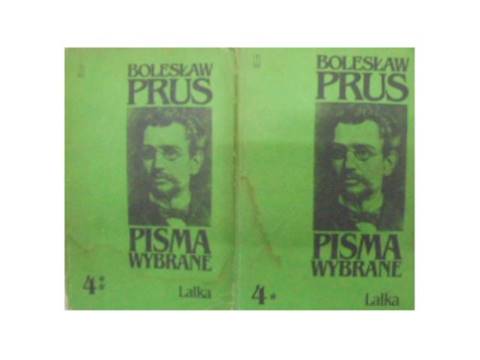 BOLESŁAW
PRUS
PISMA
WYBRANE
4**
Lalka
BOLESŁAW
PRUS
PISMA
WYBRANE
4*
Lalka